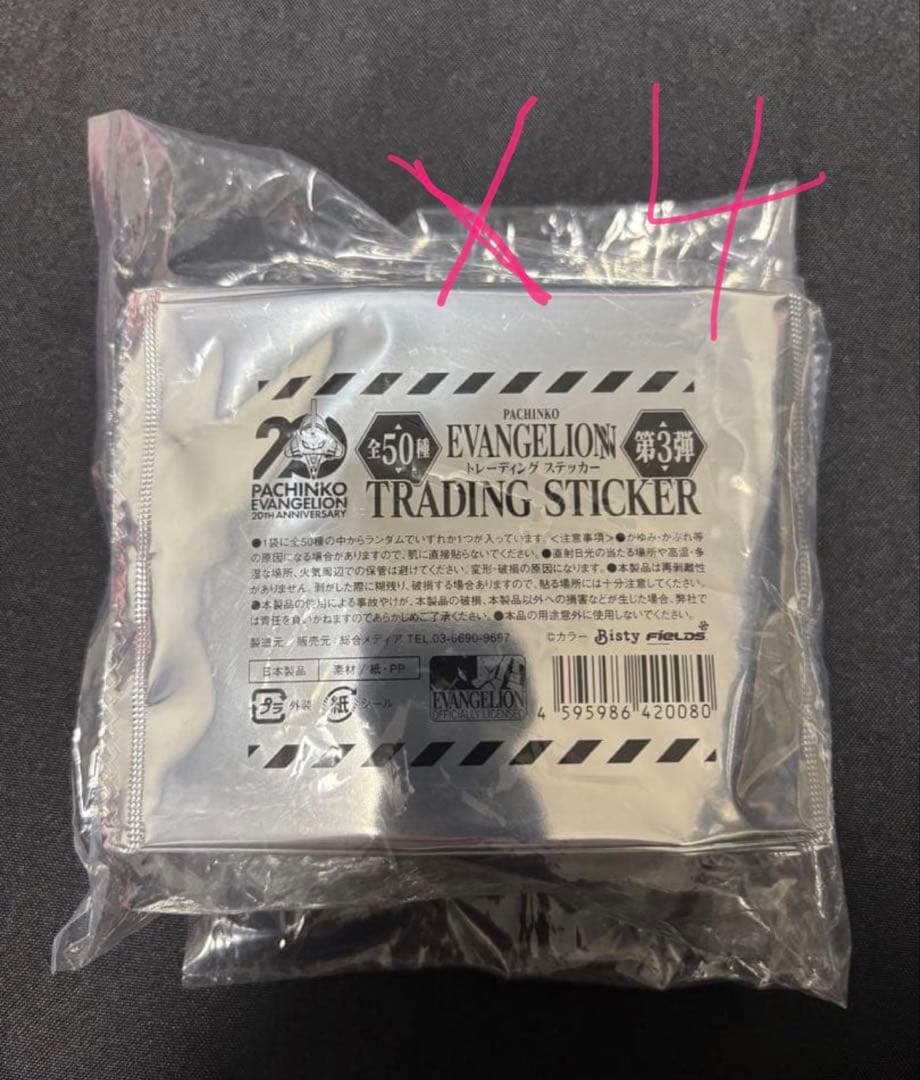 × 4
20
PACHINKO
EVANGELION
20TH ANNIVERSARY
全50種
PACHINKO
EVANGELION
トレーディング ステッカー
TRADING STICKER
第3弾
●1袋に全50種の中からランダムでいずれか1つが入っています。<注意事項>●かゆみ・かぶれ等
の原因になる場合がありますので、肌に直接貼らないでください。●直射日光の当たる場所や高温・多
湿な場所、火気周辺での保管は避けてください。変形・破損の原因になります。●本製品は再剥離性
がありません。剥がした際に糊残り、破損する場合ありますので、貼る場所には十分注意してください。
●本製品の使用による事故やけが、本製品の破損、本製品以外への損害などが生じた場合、弊社で
は責任を負いかねますのであらかじめご了承ください。●本品の用途意外に使用しないでください。
製造元/販売元:総合メディア TEL.03-6690-9697 ©カラー Bisty FIELDS
日本製品 素材/紙・PP
プラ 外装 紙 シール
EVANGELION
OFFICIALLY LICENSED
4 595986 420080